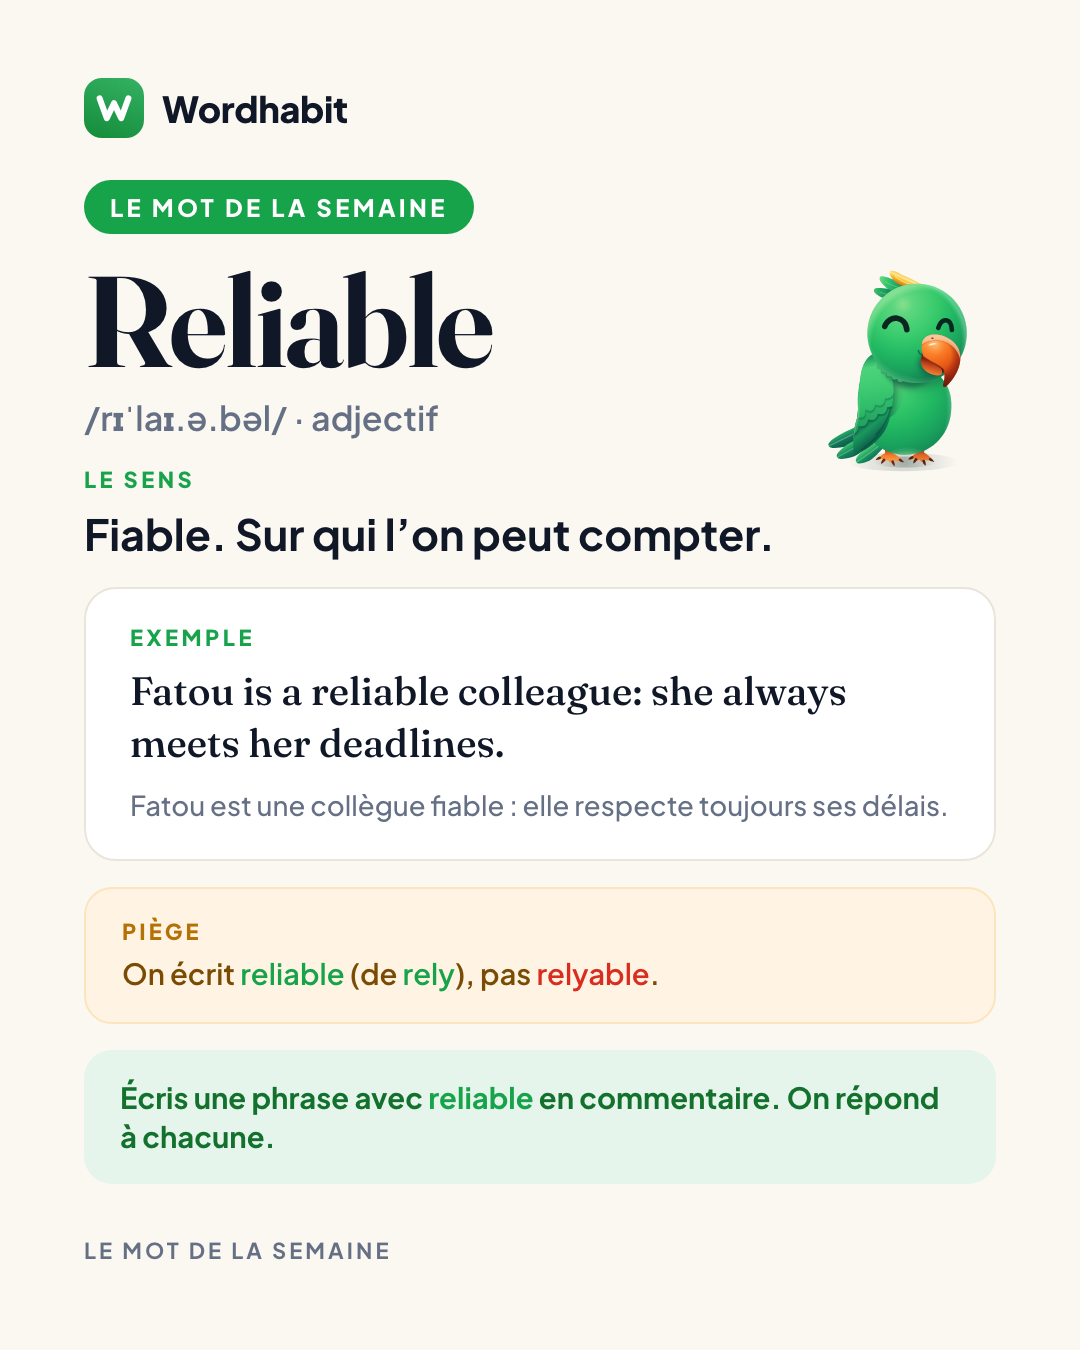 W Wordhabit
LE MOT DE LA SEMAINE
Reliable
/rɪˈlaɪ.ə.bəl/ · adjectif
LE SENS
Fiable. Sur qui l’on peut compter.
EXEMPLE
Fatou is a reliable colleague: she always
meets her deadlines.
Fatou est une collègue fiable : elle respecte toujours ses délais.
PIÈGE
On écrit reliable (de rely), pas relyable.
Écris une phrase avec reliable en commentaire. On répond
à chacune.
LE MOT DE LA SEMAINE